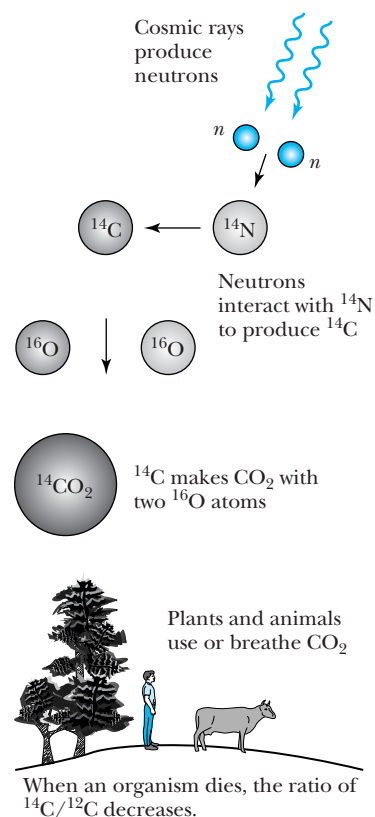 Cosmic rays
produce
neutrons
n
n
¹⁴C
¹⁴N
Neutrons
interact with ¹⁴N
to produce ¹⁴C
¹⁶O
¹⁶O
¹⁴CO₂
¹⁴C makes CO₂ with
two ¹⁶O atoms
Plants and animals
use or breathe CO₂
When an organism dies, the ratio of
¹⁴C/¹²C decreases.